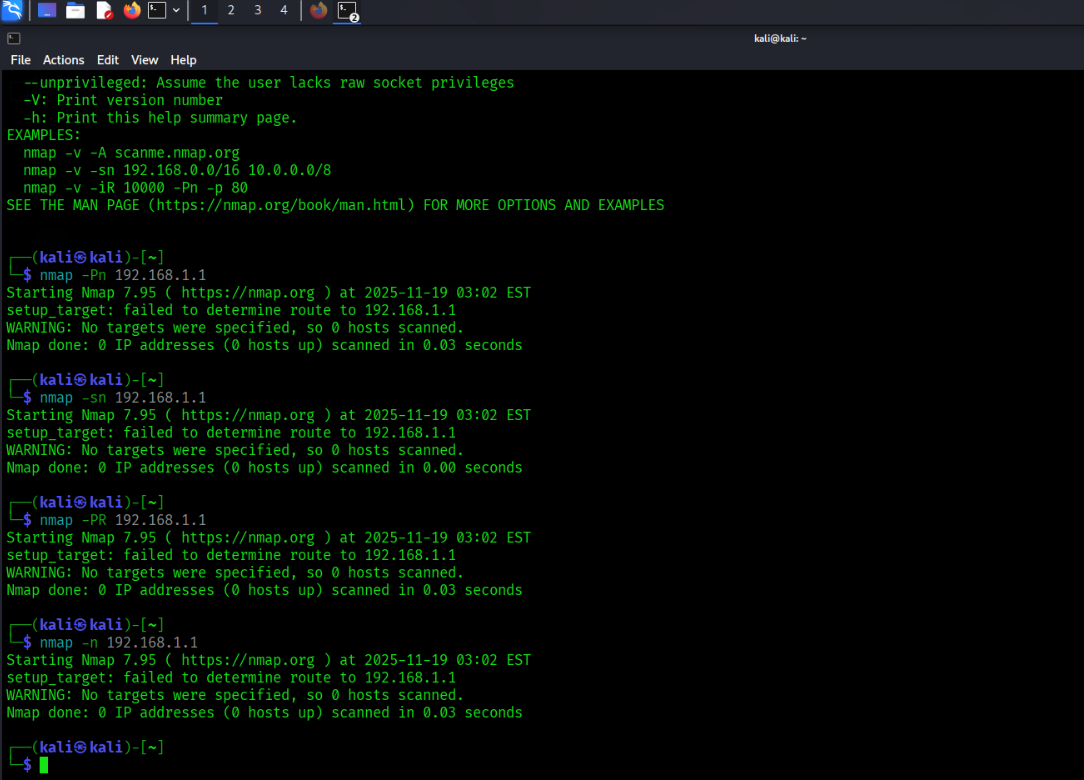 1 2 3 4
2
kali@kali: ~
File Actions Edit View Help
--unprivileged: Assume the user lacks raw socket privileges
-V: Print version number
-h: Print this help summary page.
EXAMPLES:
nmap -v -A scanme.nmap.org
nmap -v -sn 192.168.0.0/16 10.0.0.0/8
nmap -v -iR 10000 -Pn -p 80
SEE THE MAN PAGE (https://nmap.org/book/man.html) FOR MORE OPTIONS AND EXAMPLES
┌──(kali㉿kali)-[~]
└─$ nmap -Pn 192.168.1.1
Starting Nmap 7.95 ( https://nmap.org ) at 2025-11-19 03:02 EST
setup_target: failed to determine route to 192.168.1.1
WARNING: No targets were specified, so 0 hosts scanned.
Nmap done: 0 IP addresses (0 hosts up) scanned in 0.03 seconds
┌──(kali㉿kali)-[~]
└─$ nmap -sn 192.168.1.1
Starting Nmap 7.95 ( https://nmap.org ) at 2025-11-19 03:02 EST
setup_target: failed to determine route to 192.168.1.1
WARNING: No targets were specified, so 0 hosts scanned.
Nmap done: 0 IP addresses (0 hosts up) scanned in 0.00 seconds
┌──(kali㉿kali)-[~]
└─$ nmap -PR 192.168.1.1
Starting Nmap 7.95 ( https://nmap.org ) at 2025-11-19 03:02 EST
setup_target: failed to determine route to 192.168.1.1
WARNING: No targets were specified, so 0 hosts scanned.
Nmap done: 0 IP addresses (0 hosts up) scanned in 0.03 seconds
┌──(kali㉿kali)-[~]
└─$ nmap -n 192.168.1.1
Starting Nmap 7.95 ( https://nmap.org ) at 2025-11-19 03:02 EST
setup_target: failed to determine route to 192.168.1.1
WARNING: No targets were specified, so 0 hosts scanned.
Nmap done: 0 IP addresses (0 hosts up) scanned in 0.03 seconds
┌──(kali㉿kali)-[~]
└─$